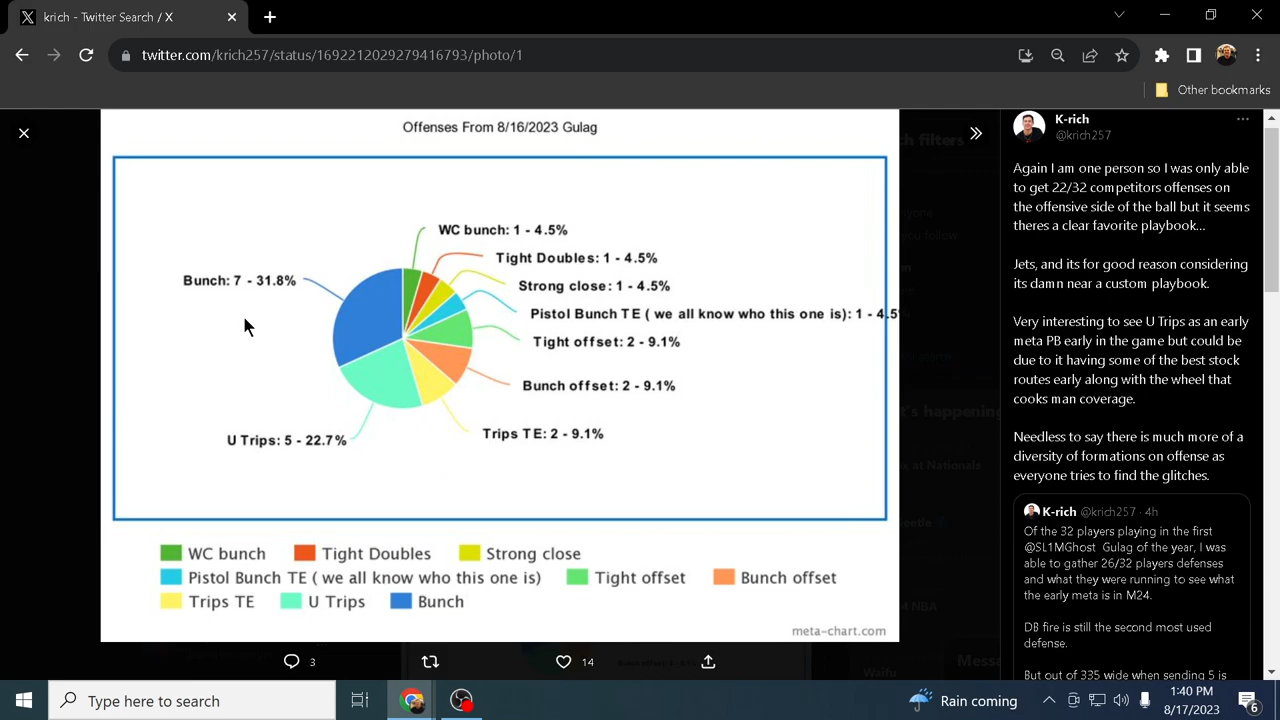 krich - Twitter Search / X
twitter.com/krich257/status/1692212029279416793/photo/1
Other bookmarks
Offenses From 8/16/2023 Gulag
WC bunch: 1 - 4.5%
Tight Doubles: 1 - 4.5%
Strong close: 1 - 4.5%
Pistol Bunch TE ( we all know who this one is): 1 - 4.5
Tight offset: 2 - 9.1%
Bunch offset: 2 - 9.1%
Trips TE: 2 - 9.1%
U Trips: 5 - 22.7%
Bunch: 7 - 31.8%
WC bunch Tight Doubles Strong close
Pistol Bunch TE ( we all know who this one is) Tight offset Bunch offset
Trips TE U Trips Bunch
meta-chart.com
3 14
K-rich
@krich257
Again I am one person so I was only able
to get 22/32 competitors offenses on
the offensive side of the ball but it seems
theres a clear favorite playbook...
Jets, and its for good reason considering
its damn near a custom playbook.
Very interesting to see U Trips as an early
meta PB early in the game but could be
due to it having some of the best stock
routes early along with the wheel that
cooks man coverage.
Needless to say there is much more of a
diversity of formations on offense as
everyone tries to find the glitches.
K-rich @krich257 · 4h
Of the 32 players playing in the first
@SL1MGhost Gulag of the year, I was
able to gather 26/32 players defenses
and what they were running to see what
the early meta is in M24.
DB fire is still the second most used
defense.
But out of 335 wide when sending 5 is
Type here to search
Rain coming
1:40 PM
8/17/2023
6